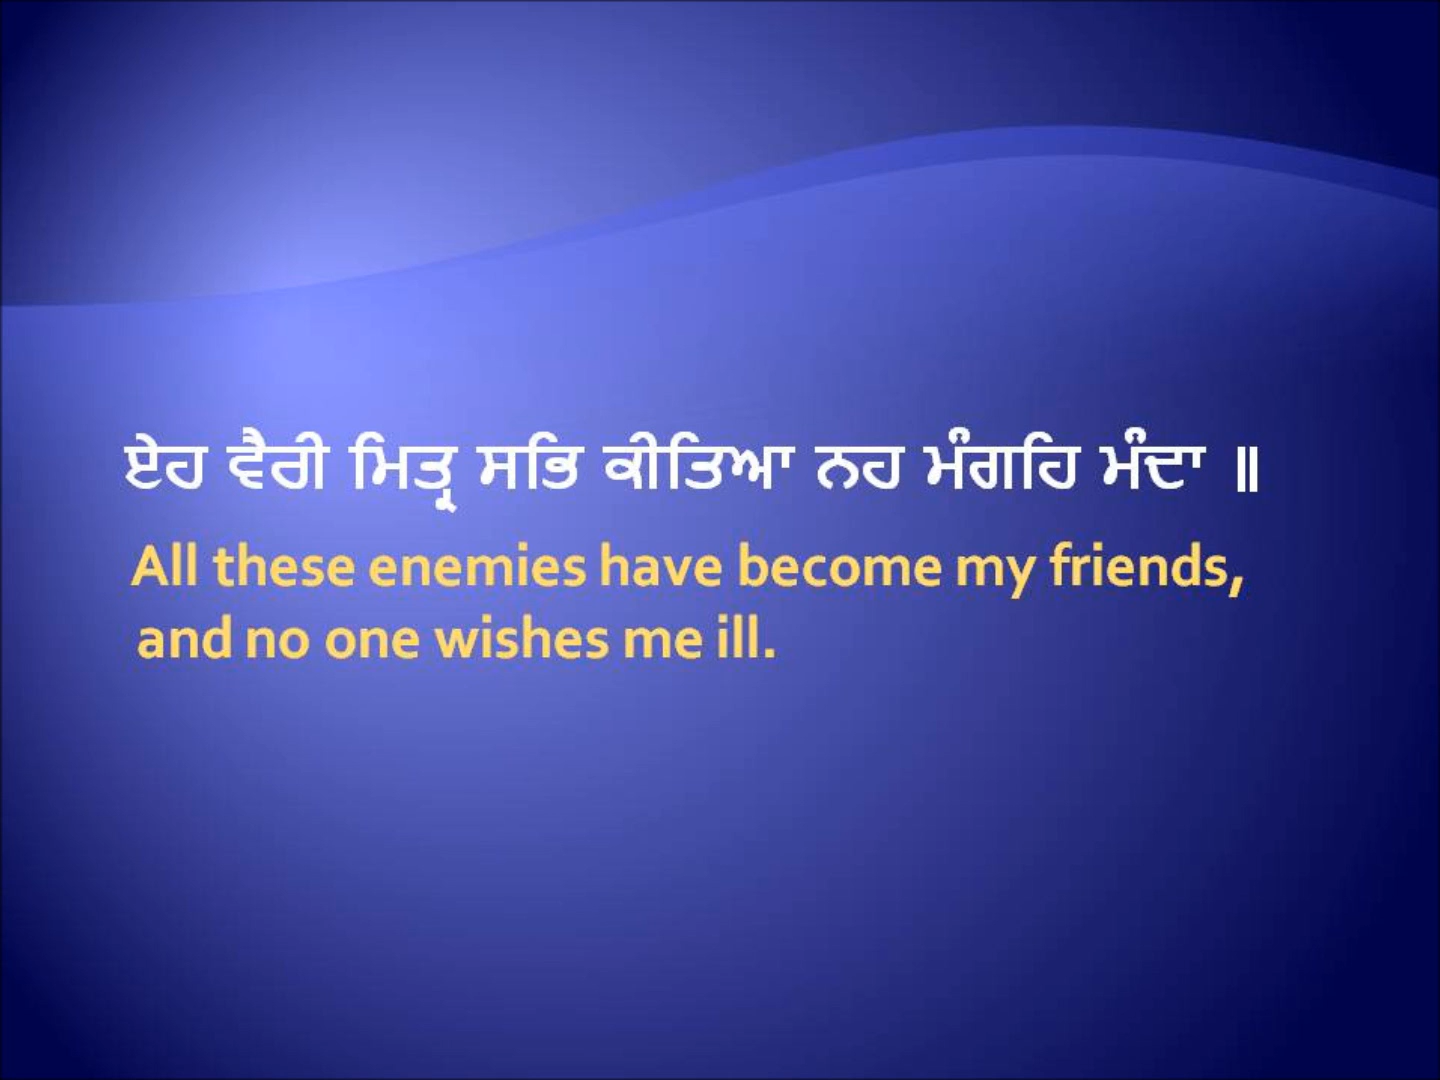 ਏਹ ਵੈਰੀ ਮਿਤ੍ਰ ਸਭਿ ਕੀਤਿਆ ਨਹ ਮੰਗਹਿ ਮੰਦਾ ॥
All these enemies have become my friends,
and no one wishes me ill.